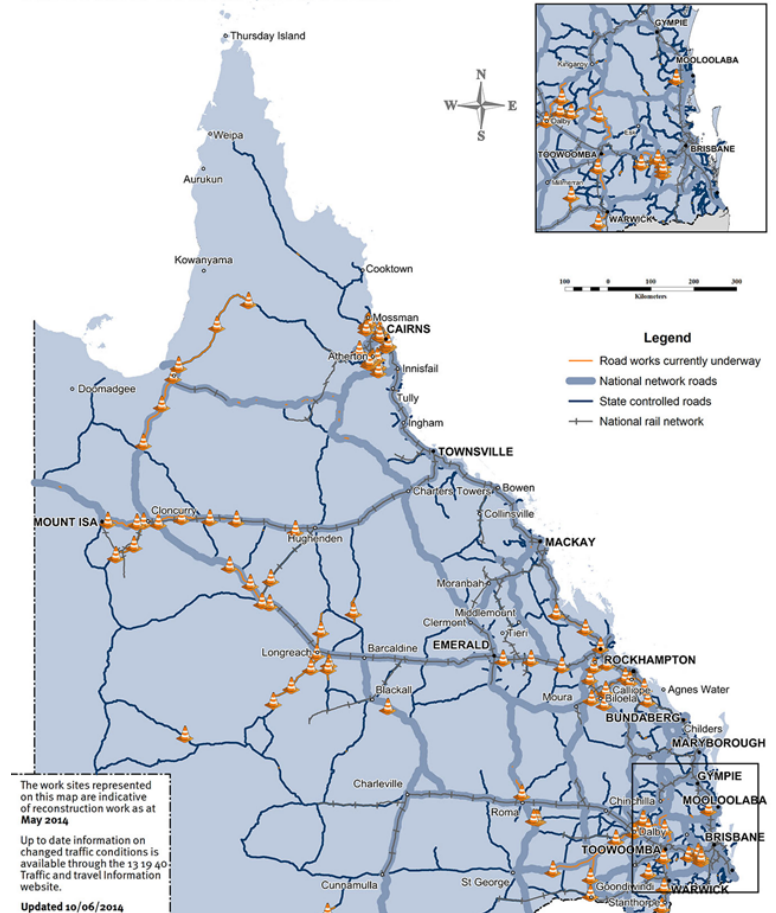 Thursday Island
Weipa
Aurukun
Kowanyama
Cooktown
Mossman
CAIRNS
Atherton
Innisfail
Doomadgee
Tully
Ingham
TOWNSVILLE
Charters Towers
Bowen
Collinsville
MOUNT ISA
Cloncurry
Hughenden
MACKAY
Moranbah
Middlemount
Clermont
Tieri
EMERALD
Longreach
Barcaldine
ROCKHAMPTON
Blackall
Calliope
Agnes Water
Moura
Biloela
BUNDABERG
Childers
MARYBOROUGH
GYMPIE
Charleville
Chinchilla
MOOLOOLABA
Roma
Dalby
BRISBANE
TOOWOOMBA
Cunnamulla
St George
Goondiwindi
WARWICK
Stanthorpe
N
W E
S
GYMPIE
MOOLOOLABA
Kingaroy
Dalby
Esk
TOOWOOMBA
BRISBANE
WARWICK
100 0 100 200 300
Kilometers
Legend
Road works currently underway
National network roads
State controlled roads
National rail network
The work sites represented
on this map are indicative
of reconstruction work as at
May 2014
Up to date information on
changed traffic conditions is
available through the 13 19 40
Traffic and travel Information
website.
Updated 10/06/2014